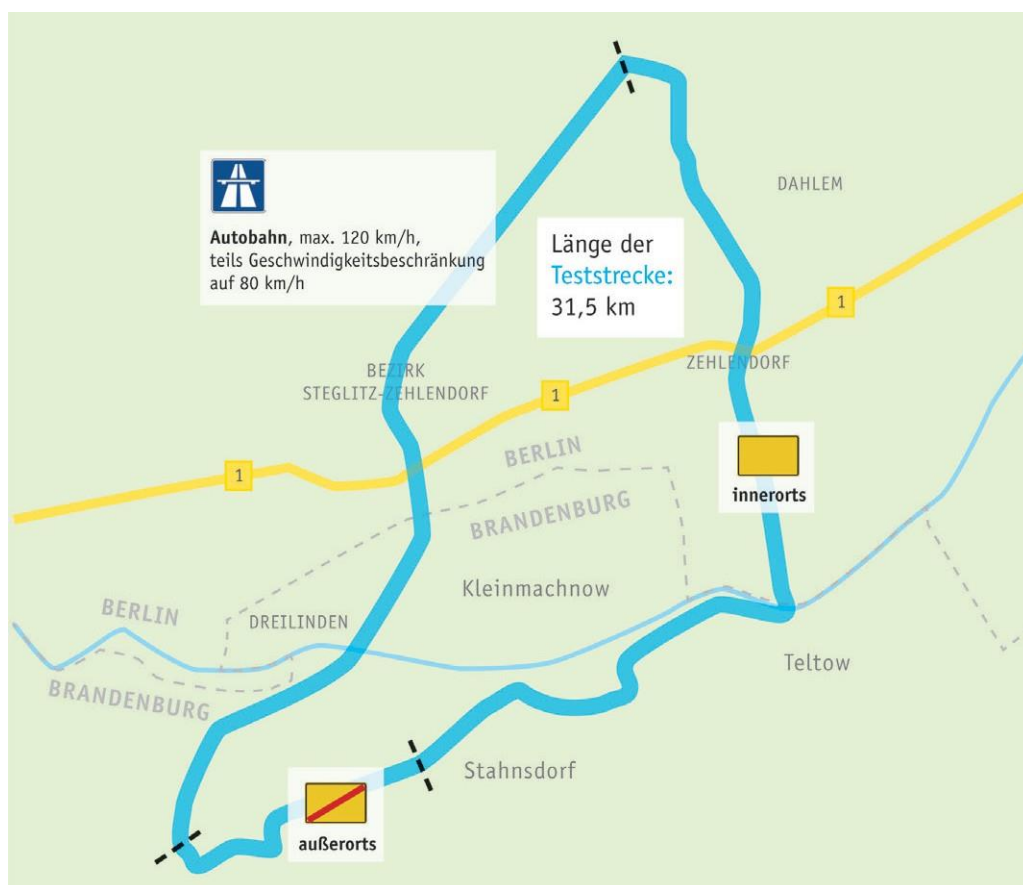 DAHLEM
Autobahn, max. 120 km/h,
teils Geschwindigkeitsbeschränkung
auf 80 km/h
Länge der
Teststrecke:
31,5 km
1
ZEHLENDORF
BEZIRK
STEGLITZ-ZEHLENDORF
1
1
BERLIN
BRANDENBURG
innerorts
Kleinmachnow
BERLIN
DREILINDEN
BRANDENBURG
Teltow
Stahnsdorf
außerorts